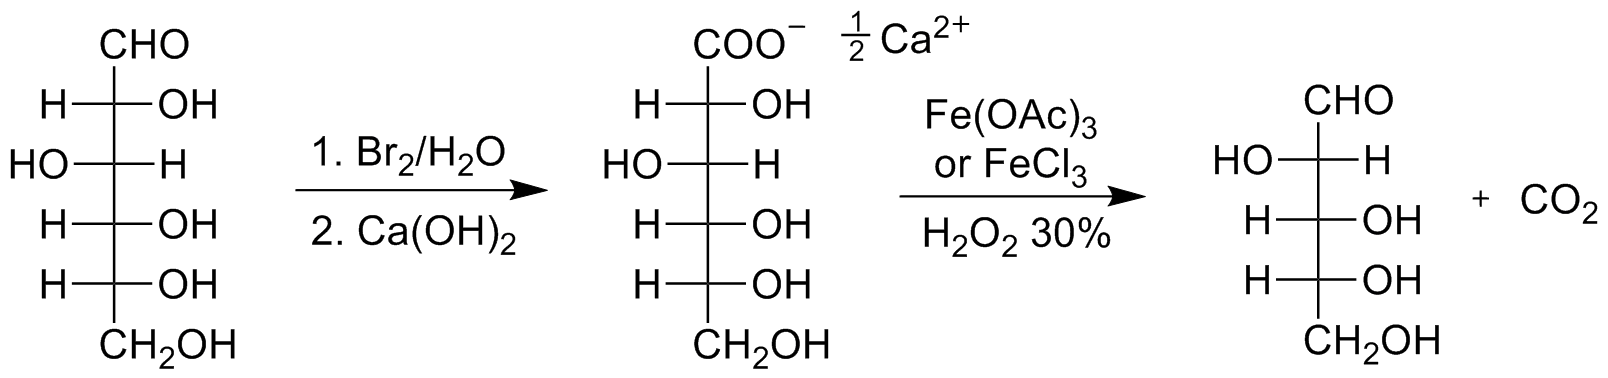 CHO
H OH
HO H
H OH
H OH
CH₂OH
1. Br₂/H₂O
2. Ca(OH)₂
COO⁻ ½ Ca²⁺
H OH
HO H
H OH
H OH
CH₂OH
Fe(OAc)₃
or FeCl₃
H₂O₂ 30%
CHO
HO H
H OH
H OH
CH₂OH
+ CO₂